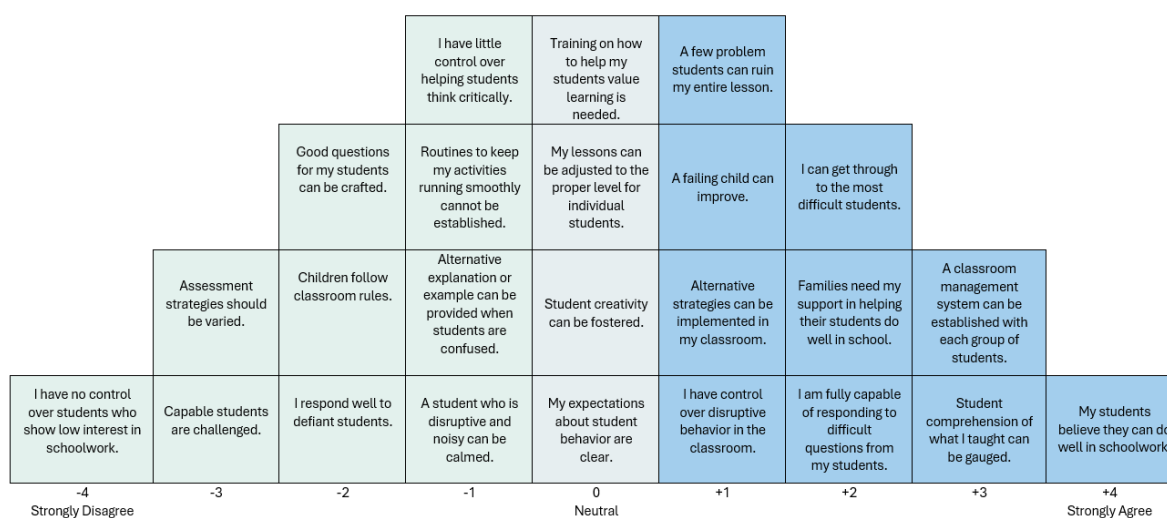 I have little
control over
helping students
think critically.
Training on how
to help my
students value
learning is
needed.
A few problem
students can ruin
my entire lesson.
Good questions
for my students
can be crafted.
Routines to keep
my activities
running smoothly
cannot be
established.
My lessons can
be adjusted to the
proper level for
individual
students.
A failing child can
improve.
I can get through
to the most
difficult students.
Assessment
strategies should
be varied.
Children follow
classroom rules.
Alternative
explanation or
example can be
provided when
students are
confused.
Student creativity
can be fostered.
Alternative
strategies can be
implemented in
my classroom.
Families need my
support in helping
their students do
well in school.
A classroom
management
system can be
established with
each group of
students.
I have no control
over students who
show low interest in
schoolwork.
Capable students
are challenged.
I respond well to
defiant students.
A student who is
disruptive and
noisy can be
calmed.
My expectations
about student
behavior are
clear.
I have control
over disruptive
behavior in the
classroom.
I am fully capable
of responding to
difficult
questions from
my students.
Student
comprehension of
what I taught can
be gauged.
My students
believe they can do
well in schoolwork
-4 -3 -2 -1 0 +1 +2 +3 +4
Strongly Disagree Neutral Strongly Agree